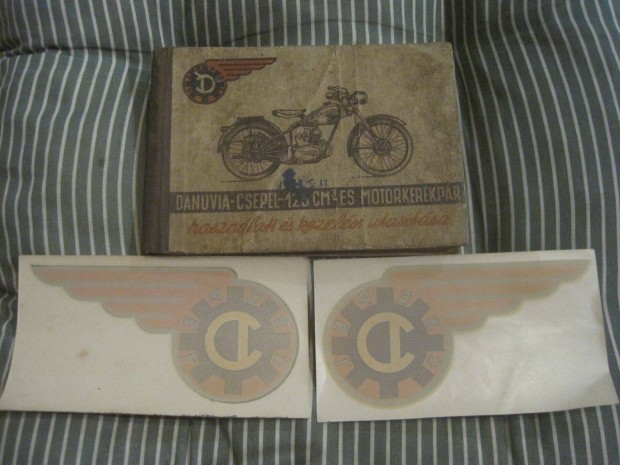 DANUVIA-CSEPEL-125 CM³-ES MOTORKERÉKPÁR
használati és kezelési utasítása